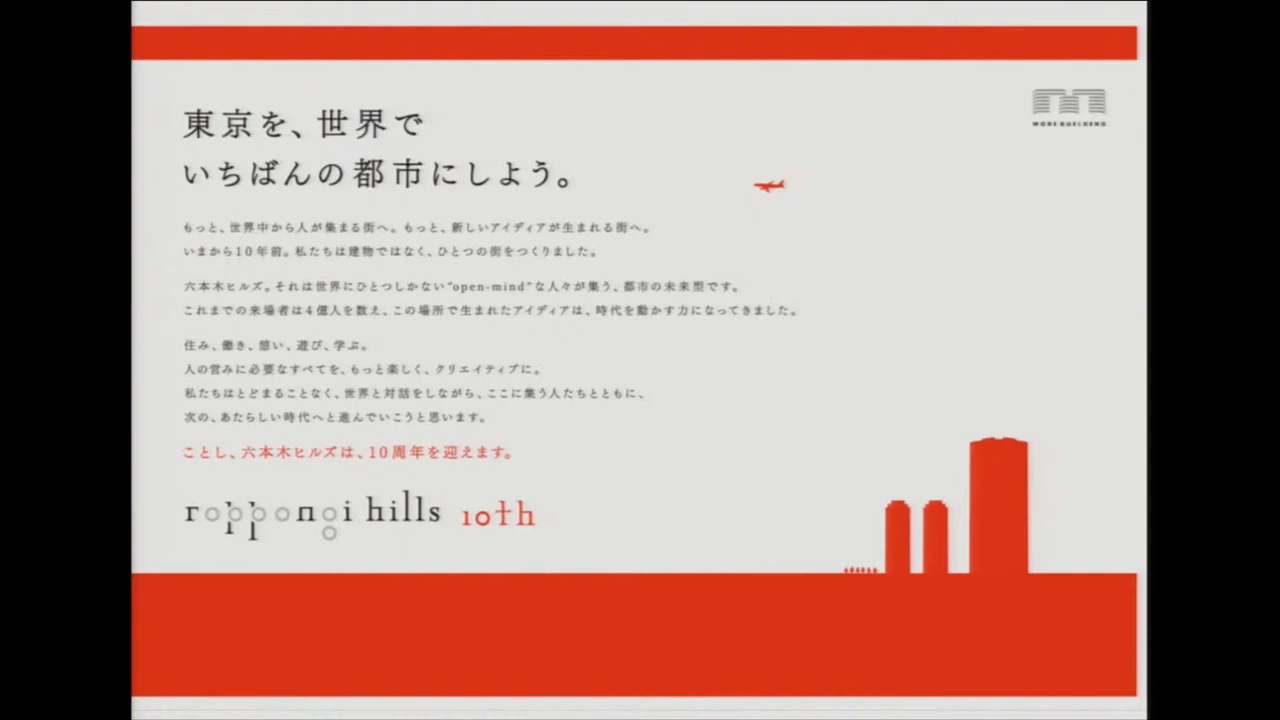 東京を、世界で
いちばんの都市にしよう。
MORI BUILDING
もっと、世界中から人が集まる街へ。もっと、新しいアイディアが生まれる街へ。
いまから10年前。私たちは建物ではなく、ひとつの街をつくりました。
六本木ヒルズ。それは世界にひとつしかない"open-mind"な人々が集う、都市の未来型です。
これまでの来場者は4億人を数え、この場所で生まれたアイディアは、時代を動かす力になってきました。
住み、働き、憩い、遊び、学ぶ。
人の営みに必要なすべてを、もっと楽しく、クリエイティブに。
私たちはとどまることなく、世界と対話をしながら、ここに集う人たちとともに、
次の、あたらしい時代へと進んでいこうと思います。
ことし、六本木ヒルズは、10周年を迎えます。
roppongi hills 10th